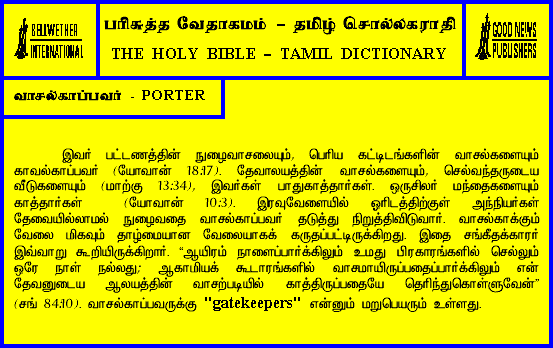 BELLWETHER
INTERNATIONAL
பரிசுத்த வேதாகமம் – தமிழ் சொல்லகராதி
THE HOLY BIBLE – TAMIL DICTIONARY
GOOD NEWS
PUBLISHERS
வாசல்காப்பவர் - PORTER
இவர் பட்டணத்தின் நுழைவாசலையும், பெரிய கட்டிடங்களின் வாசல்களையும்
காவல்காப்பவர் (யோவான் 18:17). தேவாலயத்தின் வாசல்களையும், செல்வந்தருடைய
வீடுகளையும் (மாற்கு 13:34), இவர்கள் பாதுகாத்தார்கள். ஒருசிலர் மந்தைகளையும்
காத்தார்கள் (யோவான் 10:3). இரவுவேளையில் ஓரிடத்திற்குள் அந்நியர்கள்
தேவையில்லாமல் நுழைவதை வாசல்காப்பவர் தடுத்து நிறுத்திவிடுவார். வாசல்காக்கும்
வேலை மிகவும் தாழ்மையான வேலையாகக் கருதப்பட்டிருக்கிறது. இதை சங்கீதக்காரர்
இவ்வாறு கூறியிருக்கிறார். “ஆயிரம் நாளைப்பார்க்கிலும் உமது பிரகாரங்களில் செல்லும்
ஒரே நாள் நல்லது; ஆகாமியக் கூடாரங்களில் வாசமாயிருப்பதைப்பார்க்கிலும் என்
தேவனுடைய ஆலயத்தின் வாசற்படியில் காத்திருப்பதையே தெரிந்துகொள்ளுவேன்”
(சங் 84:10). வாசல்காப்பவருக்கு "gatekeepers" என்னும் மறுபெயரும் உள்ளது.